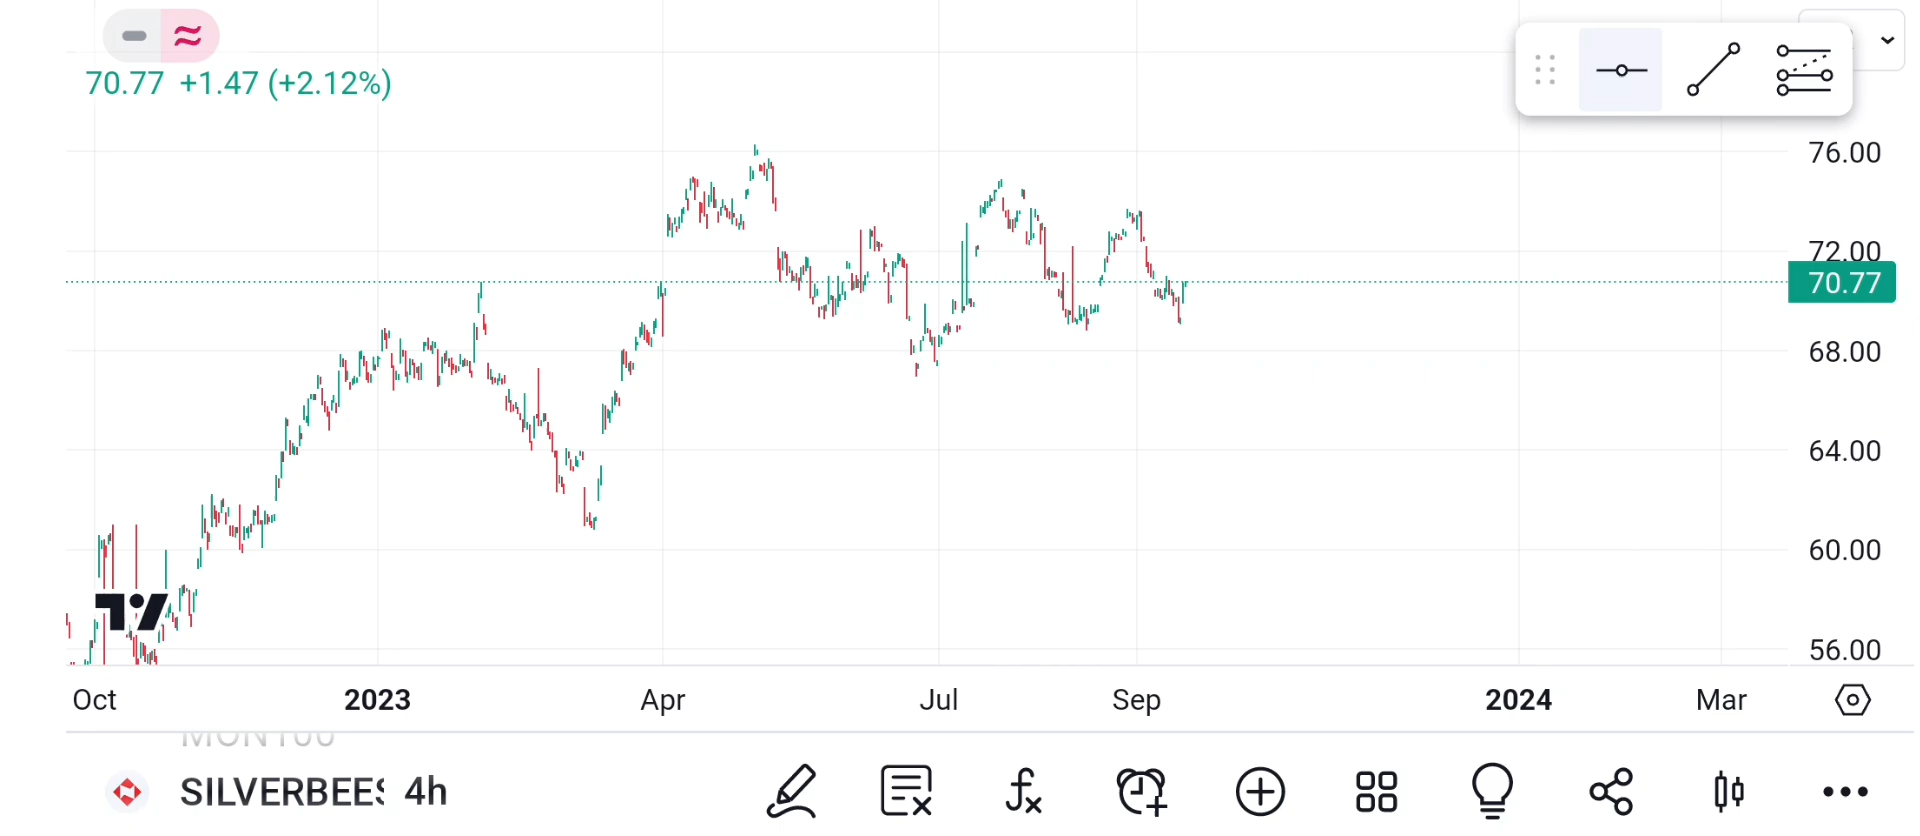 70.77 +1.47 (+2.12%)
76.00
72.00
70.77
68.00
64.00
60.00
56.00
Oct 2023 Apr Jul Sep 2024 Mar
SILVERBEES 4h